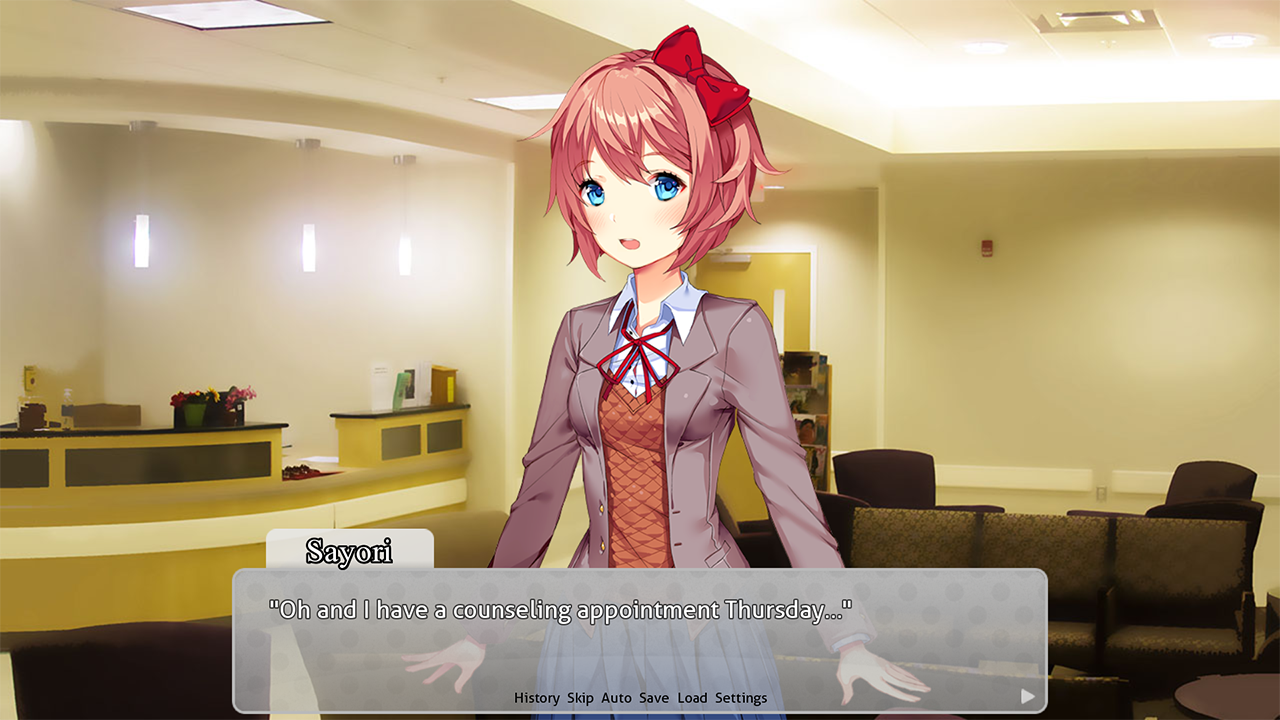 Sayori
"Oh and I have a counseling appointment Thursday..."
History Skip Auto Save Load Settings